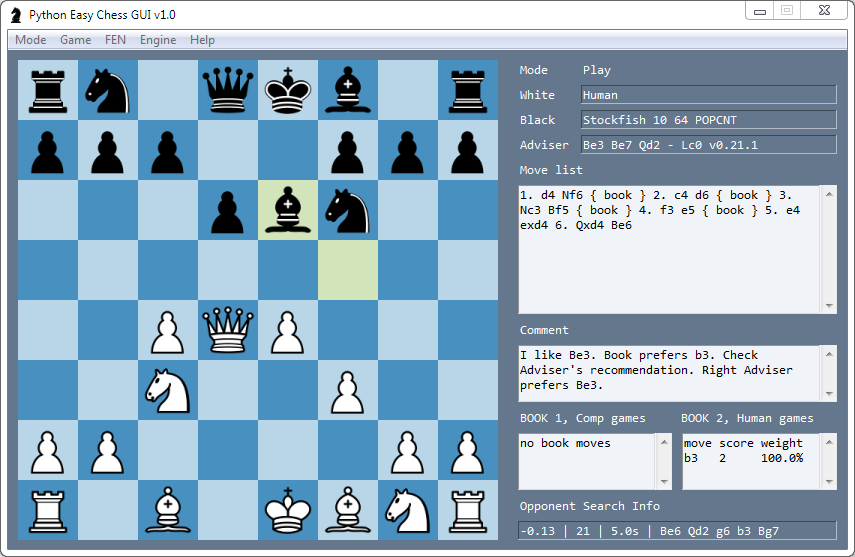 Python Easy Chess GUI v1.0
Mode Game FEN Engine Help
Mode Play
White Human
Black Stockfish 10 64 POPCNT
Adviser Be3 Be7 Qd2 - Lc0 v0.21.1
Move list
1. d4 Nf6 { book } 2. c4 d6 { book } 3.
Nc3 Bf5 { book } 4. f3 e5 { book } 5. e4
exd4 6. Qxd4 Be6
Comment
I like Be3. Book prefers b3. Check
Adviser's recommendation. Right Adviser
prefers Be3.
BOOK 1, Comp games
no book moves
BOOK 2, Human games
move score weight
b3 2 100.0%
Opponent Search Info
-0.13 | 21 | 5.0s | Be6 Qd2 g6 b3 Bg7